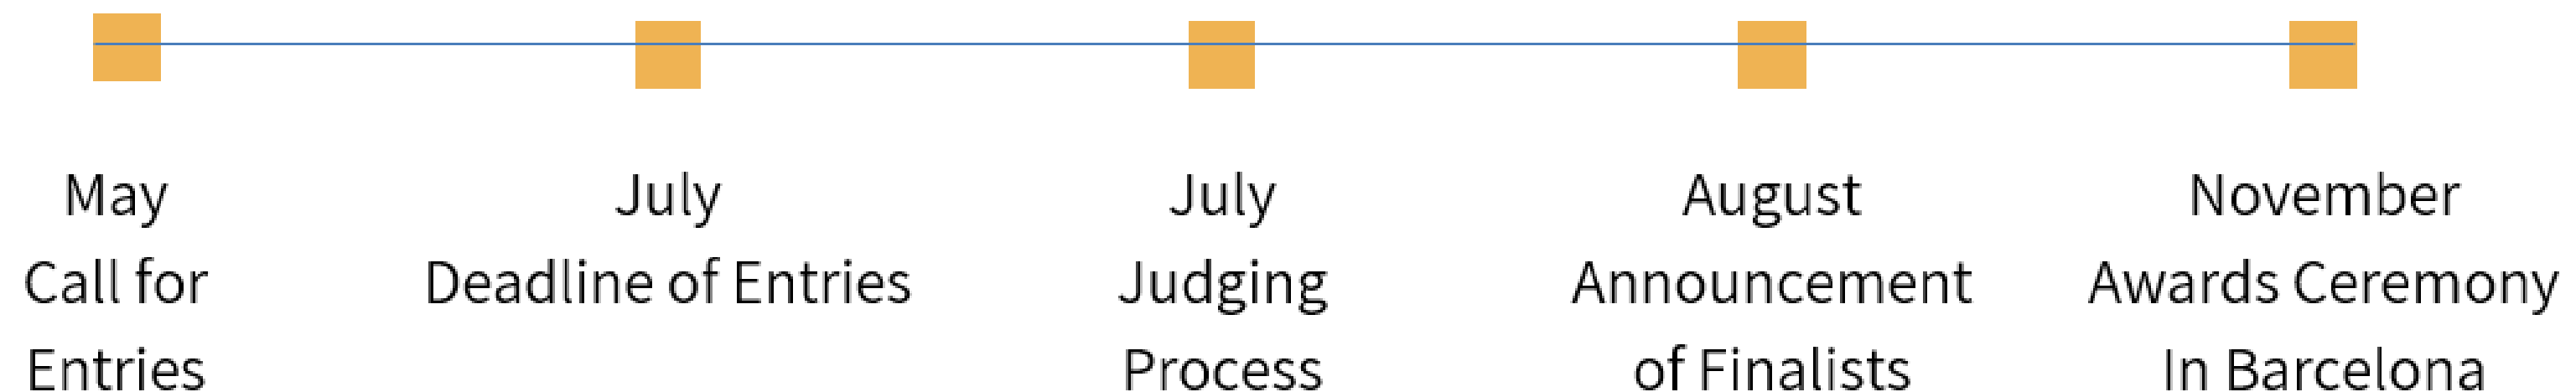 May
Call for
Entries
July
Deadline of Entries
July
Judging
Process
August
Announcement
of Finalists
November
Awards Ceremony
In Barcelona